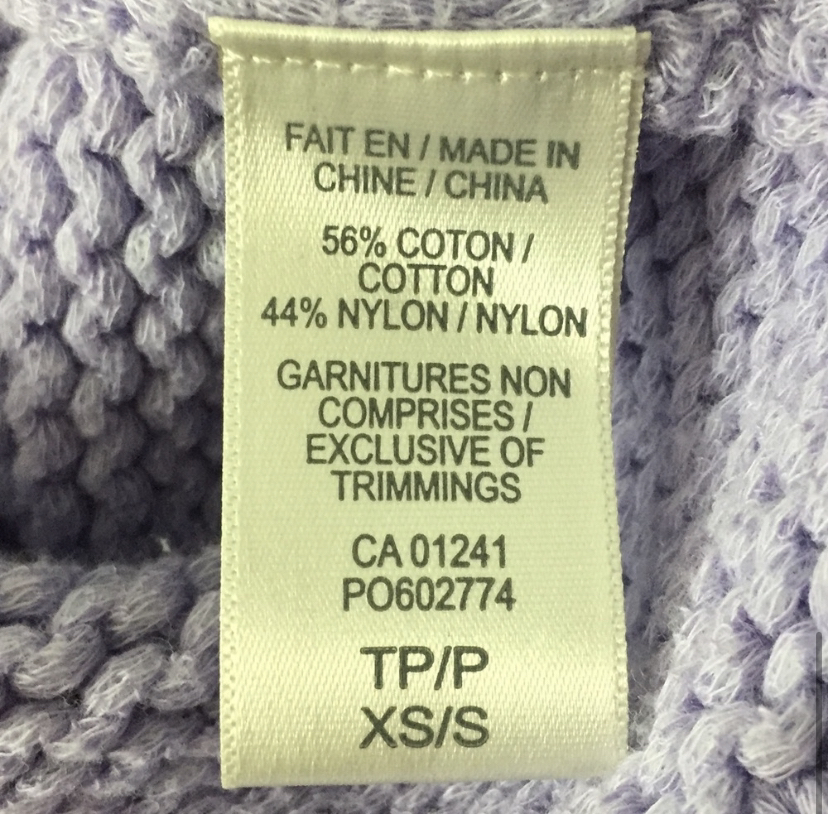 FAIT EN / MADE IN
CHINE / CHINA
56% COTON /
COTTON
44% NYLON / NYLON
GARNITURES NON
COMPRISES /
EXCLUSIVE OF
TRIMMINGS
CA 01241
PO602774
TP/P
XS/S